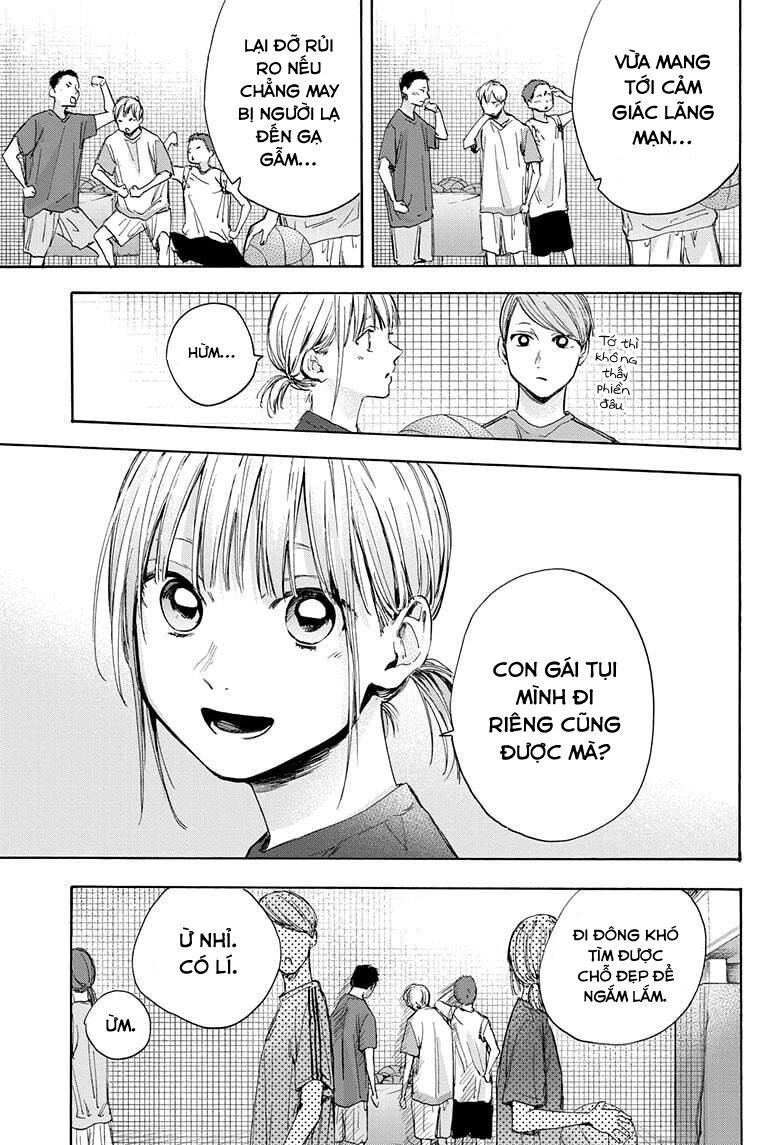 VỪA MANG
TỚI CẢM
GIÁC LÃNG
MẠN...
LẠI ĐỠ RỦI
RO NẾU
CHẲNG MAY
BỊ NGƯỜI LẠ
ĐẾN GẠ
GẪM...
Tớ thì
không
thấy
phiền
đâu
HỪM...
CON GÁI TỤI
MÌNH ĐI
RIÊNG CŨNG
ĐƯỢC MÀ?
ĐI ĐÔNG KHÓ
TÌM ĐƯỢC
CHỖ ĐẸP ĐỂ
NGẮM LẮM.
Ừ NHỈ.
CÓ LÍ.
ỪM.